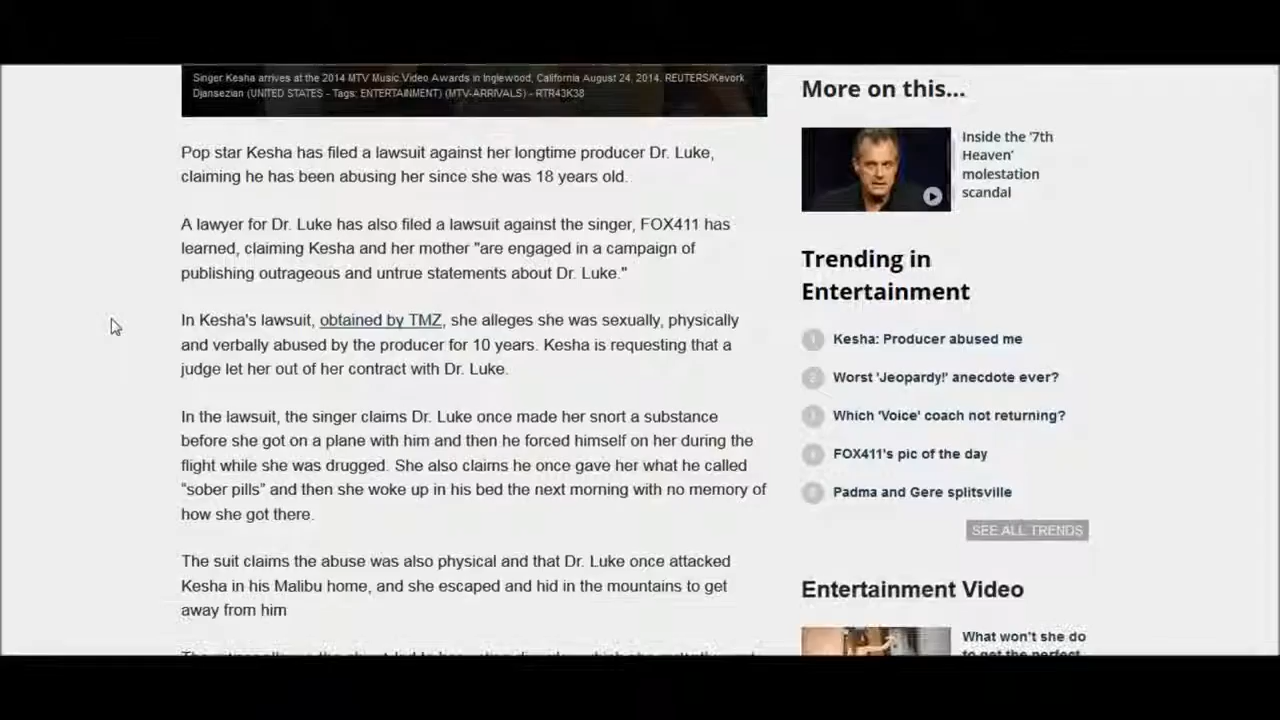 Singer Kesha arrives at the 2014 MTV Music Video Awards in Inglewood, California August 24, 2014. REUTERS/Kevork
Djansezian (UNITED STATES - Tags: ENTERTAINMENT) (MTV-ARRIVALS) - RTR43K38
Pop star Kesha has filed a lawsuit against her longtime producer Dr. Luke,
claiming he has been abusing her since she was 18 years old.
A lawyer for Dr. Luke has also filed a lawsuit against the singer, FOX411 has
learned, claiming Kesha and her mother "are engaged in a campaign of
publishing outrageous and untrue statements about Dr. Luke."
In Kesha's lawsuit, obtained by TMZ, she alleges she was sexually, physically
and verbally abused by the producer for 10 years. Kesha is requesting that a
judge let her out of her contract with Dr. Luke.
In the lawsuit, the singer claims Dr. Luke once made her snort a substance
before she got on a plane with him and then he forced himself on her during the
flight while she was drugged. She also claims he once gave her what he called
“sober pills” and then she woke up in his bed the next morning with no memory of
how she got there.
The suit claims the abuse was also physical and that Dr. Luke once attacked
Kesha in his Malibu home, and she escaped and hid in the mountains to get
away from him
More on this...
Inside the '7th
Heaven'
molestation
scandal
Trending in
Entertainment
Kesha: Producer abused me
Worst 'Jeopardy!' anecdote ever?
Which 'Voice' coach not returning?
FOX411's pic of the day
Padma and Gere splitsville
SEE ALL TRENDS
Entertainment Video
What won't she do
to get the perfect